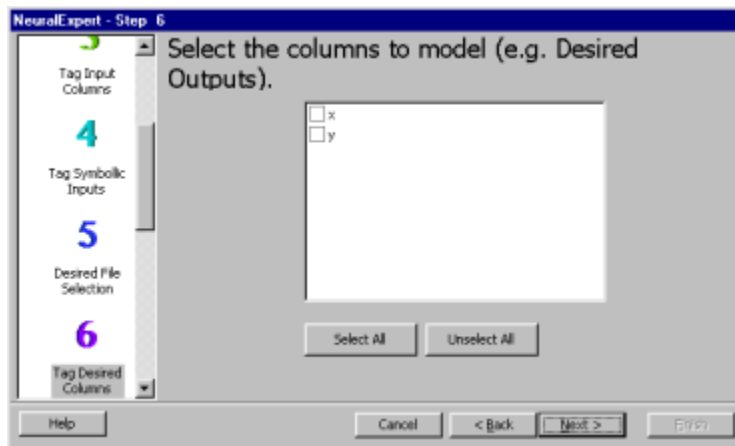 NeuralExpert - Step 6
3
Tag Input
Columns
4
Tag Symbolic
Inputs
5
Desired File
Selection
6
Tag Desired
Columns
Select the columns to model (e.g. Desired
Outputs).
x
y
Select All
Unselect All
Help
Cancel
< Back
Next >
Finish